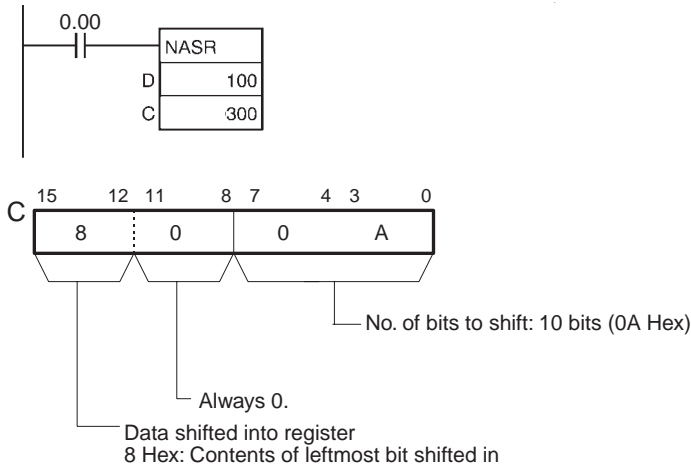 0.00
NASR
D 100
C 300
15 12 11 8 7 4 3 0
C 8 0 0 A
No. of bits to shift: 10 bits (0A Hex)
Always 0.
Data shifted into register
8 Hex: Contents of leftmost bit shifted in